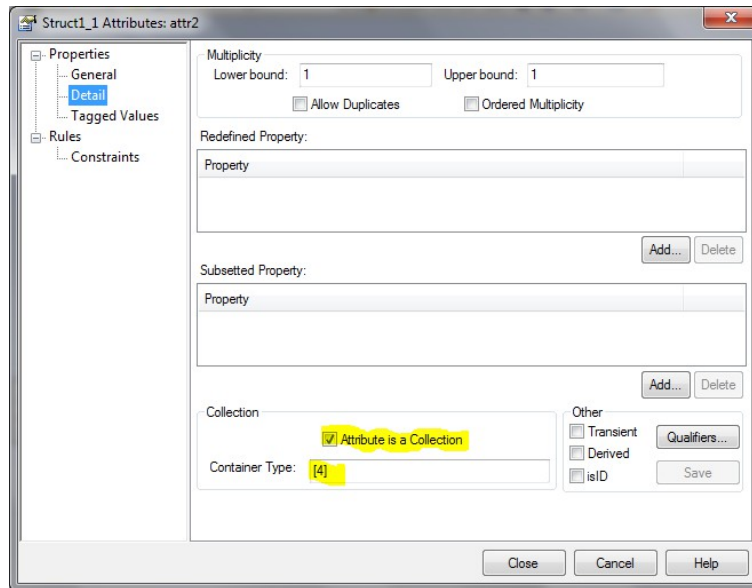 Struct1_1 Attributes: attr2
Properties
General
Detail
Tagged Values
Rules
Constraints
Multiplicity
Lower bound: 1 Upper bound: 1
Allow Duplicates Ordered Multiplicity
Redefined Property:
Property
Add... Delete
Subsetted Property:
Property
Add... Delete
Collection
Attribute is a Collection
Container Type: [4]
Other
Transient
Derived
isID
Qualifiers...
Save
Close Cancel Help